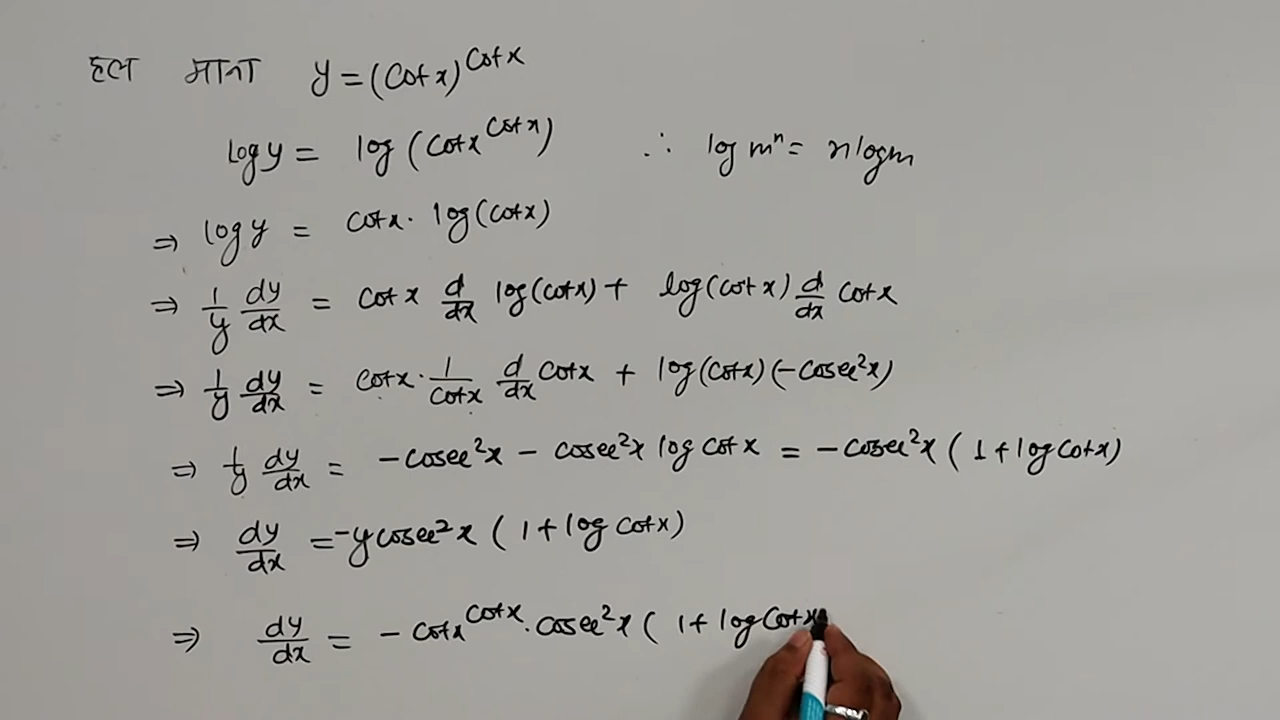 हल माना y = (Cot x)^Cot x
log y = log (Cot x^Cot x) ∴ log m^n = n log m
⇒ log y = Cot x · log (cot x)
⇒ 1/y dy/dx = Cot x d/dx log (cot x) + log (cot x) d/dx Cot x
⇒ 1/y dy/dx = Cot x · 1/Cot x d/dx Cot x + log (Cot x) (-Cosec²x)
⇒ 1/y dy/dx = -Cosec²x - Cosec²x log Cot x = -Cosec²x (1 + log Cot x)
⇒ dy/dx = -y Cosec²x (1 + log Cot x)
⇒ dy/dx = - Cot x^Cot x · Cosec²x (1 + log Cot x